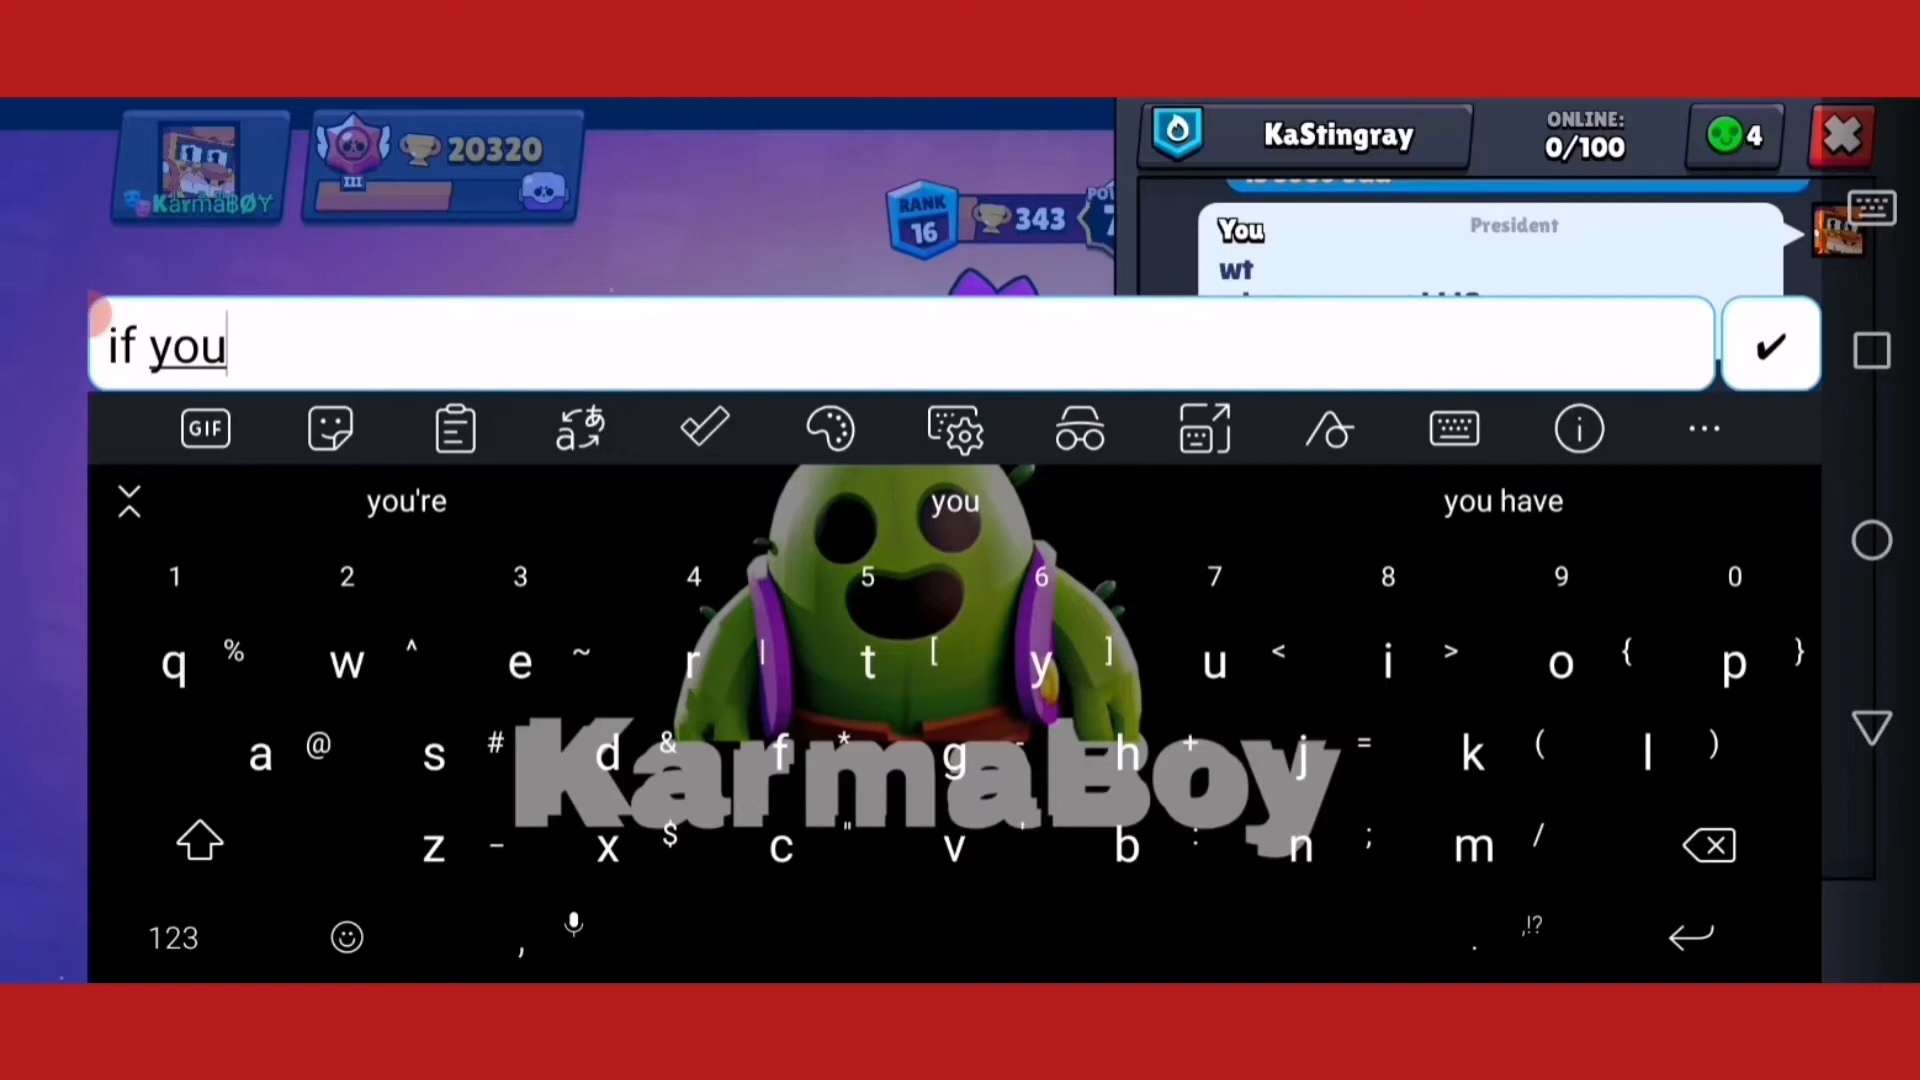 KarmaBØY
III
20320
RANK
16
343
KaStingray
ONLINE:
0/100
4
You
President
wt
if you
GIF
you're you you have
1 2 3 4 5 6 7 8 9 0
q % w ^ e ~ r | t [ y ] u < i > o { p }
a @ s # d & f * g - h + j = k ( l )
KarmaBoy
z _ x $ c " v ' b : n ; m /
123 , . ,!?